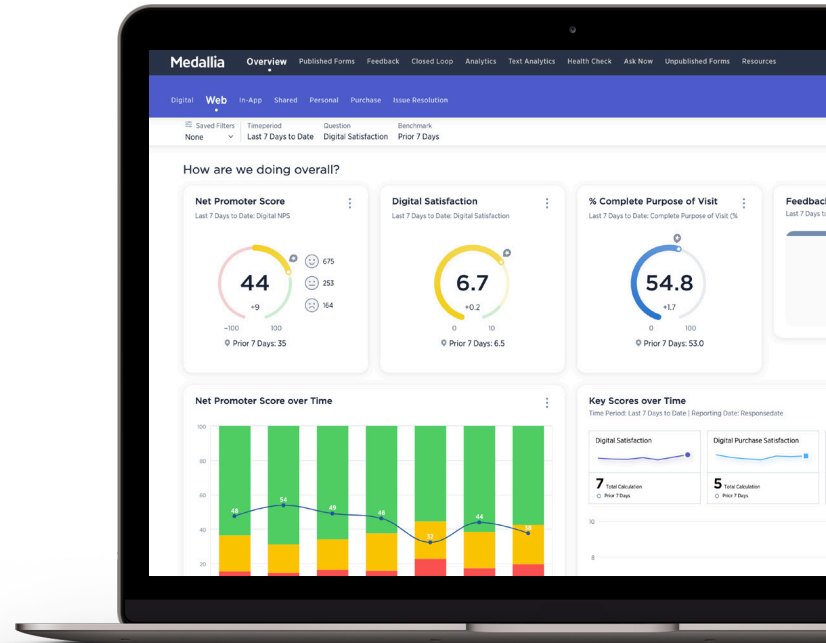 Medallia Overview Published Forms Feedback Closed Loop Analytics Text Analytics Health Check Ask Now Unpublished Forms Resources
Digital Web In-App Shared Personal Purchase Issue Resolution
Saved Filters Timeperiod Question Benchmark
None Last 7 Days to Date Digital Satisfaction Prior 7 Days
How are we doing overall?
Net Promoter Score
Last 7 Days to Date: Digital NPS
44
+9
-100 100
675
253
164
Prior 7 Days: 35
Digital Satisfaction
Last 7 Days to Date: Digital Satisfaction
6.7
+0.2
0 10
Prior 7 Days: 6.5
% Complete Purpose of Visit
Last 7 Days to Date: Complete Purpose of Visit (%
54.8
+1.7
0 100
Prior 7 Days: 53.0
Feedbac
Last 7 Days to
Net Promoter Score over Time
100
80
60
40
20
48 54 49 46 32 44 38
Key Scores over Time
Time Period: Last 7 Days to Date | Reporting Date: Responsedate
Digital Satisfaction
7 Total Calculation
Prior 7 Days
Digital Purchase Satisfaction
5 Total Calculation
Prior 7 Days
10
8